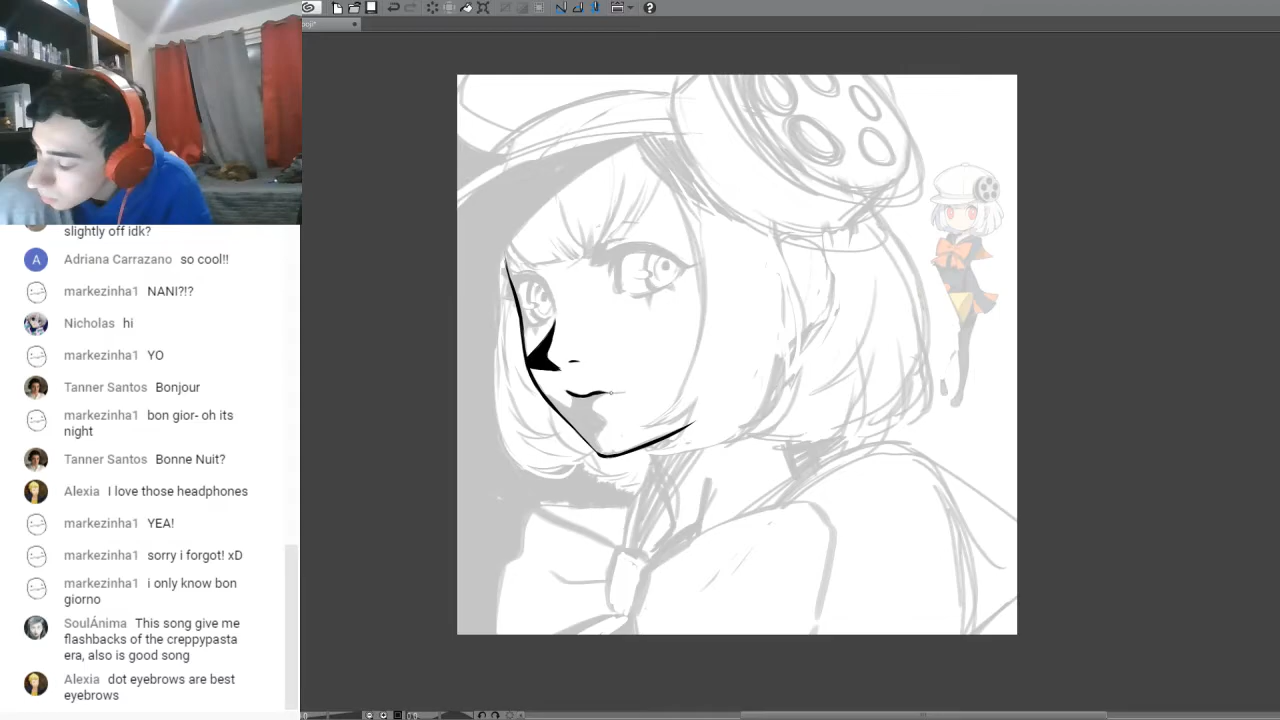 slightly off idk?
Adriana Carrazano so cool!!
markezinha1 NANI?!?
Nicholas hi
markezinha1 YO
Tanner Santos Bonjour
markezinha1 bon gior- oh its
night
Tanner Santos Bonne Nuit?
Alexia I love those headphones
markezinha1 YEA!
markezinha1 sorry i forgot! xD
markezinha1 i only know bon
giorno
SoulÁnima This song give me
flashbacks of the creppypasta
era, also is good song
Alexia dot eyebrows are best
eyebrows